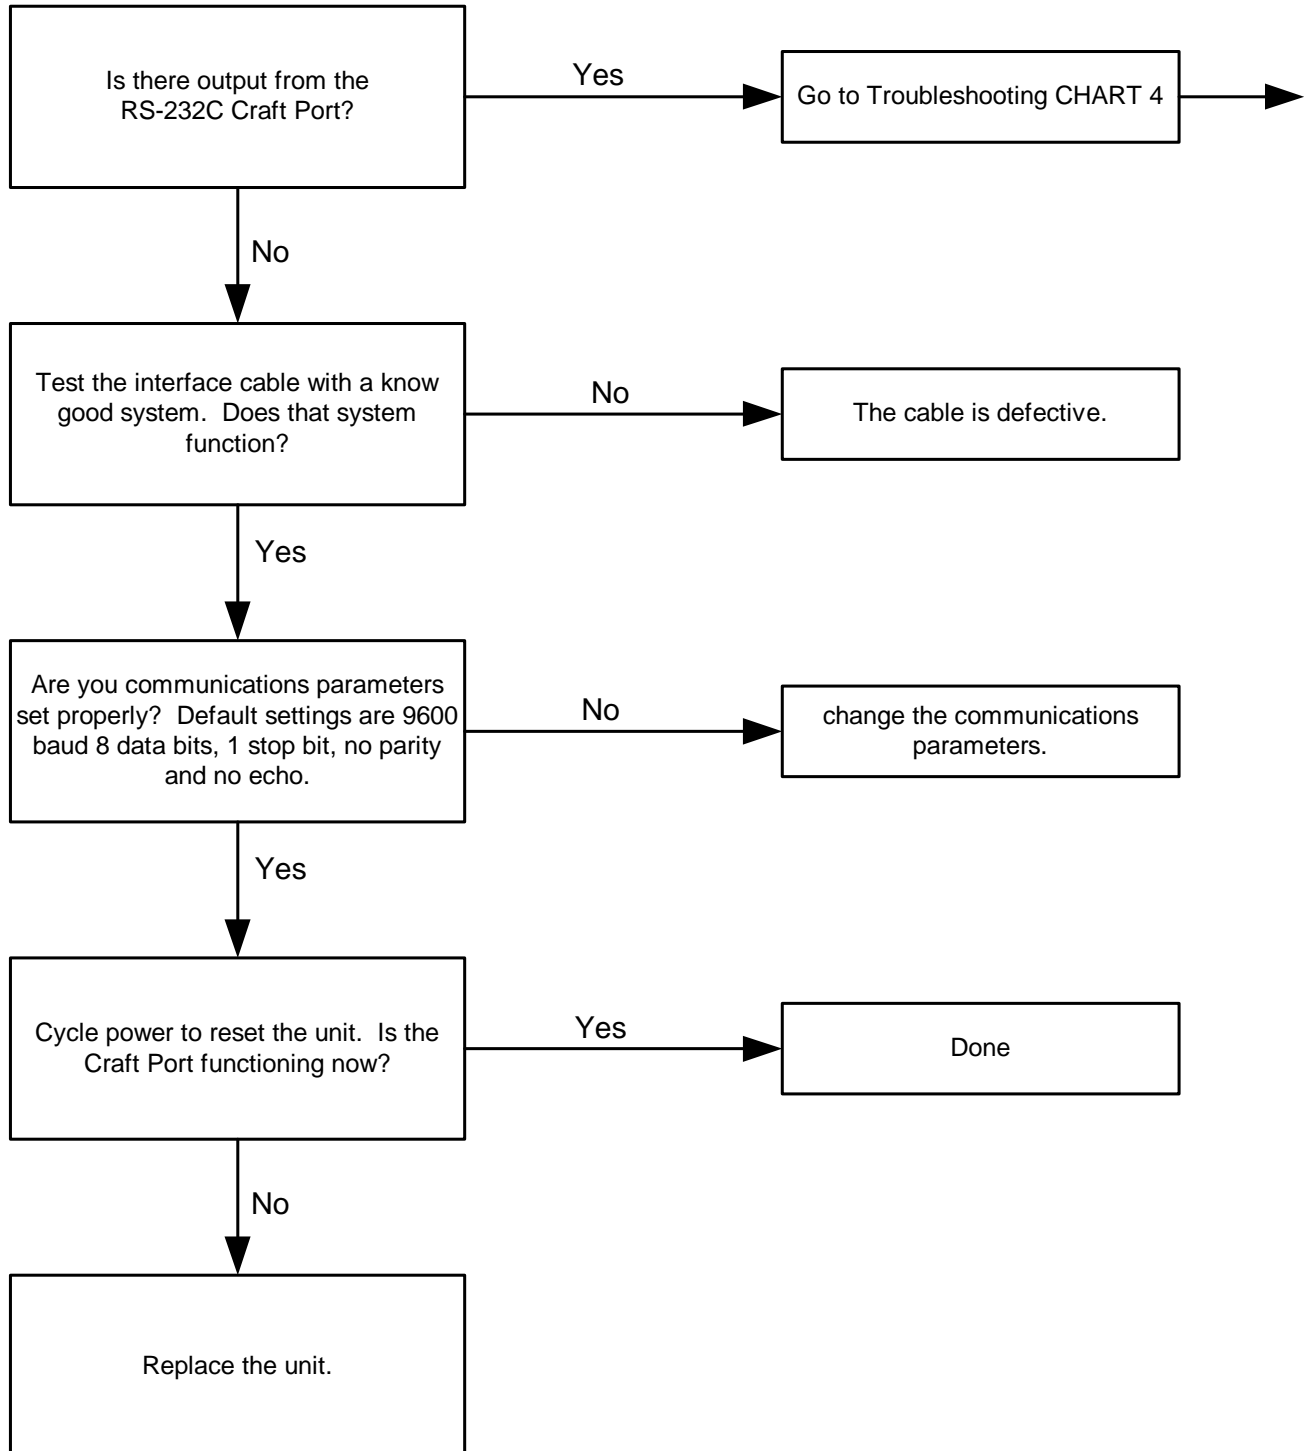 Is there output from the
RS-232C Craft Port?
Yes
Go to Troubleshooting CHART 4
No
Test the interface cable with a know
good system.  Does that system
function?
No
The cable is defective.
Yes
Are you communications parameters
set properly?  Default settings are 9600
baud 8 data bits, 1 stop bit, no parity
and no echo.
No
change the communications
parameters.
Yes
Cycle power to reset the unit.  Is the
Craft Port functioning now?
Yes
Done
No
Replace the unit.